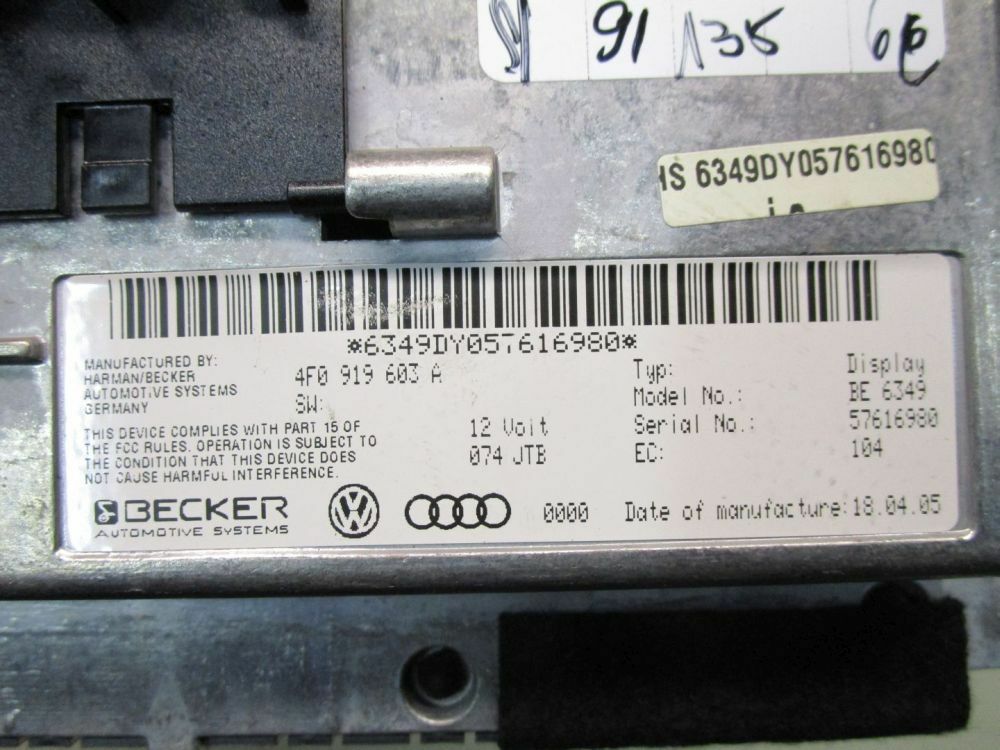 91 135
HS 6349DY057616980
*6349DY057616980*
MANUFACTURED BY:
HARMAN/BECKER
AUTOMOTIVE SYSTEMS
GERMANY
4F0 919 603 A
SW:
THIS DEVICE COMPLIES WITH PART 15 OF
THE FCC RULES. OPERATION IS SUBJECT TO
THE CONDITION THAT THIS DEVICE DOES
NOT CAUSE HARMFUL INTERFERENCE.
12 Volt
074 JTB
Typ: Display
Model No.: BE 6349
Serial No.: 57616980
EC: 104
BECKER
AUTOMOTIVE SYSTEMS
0000
Date of manufacture:18.04.05